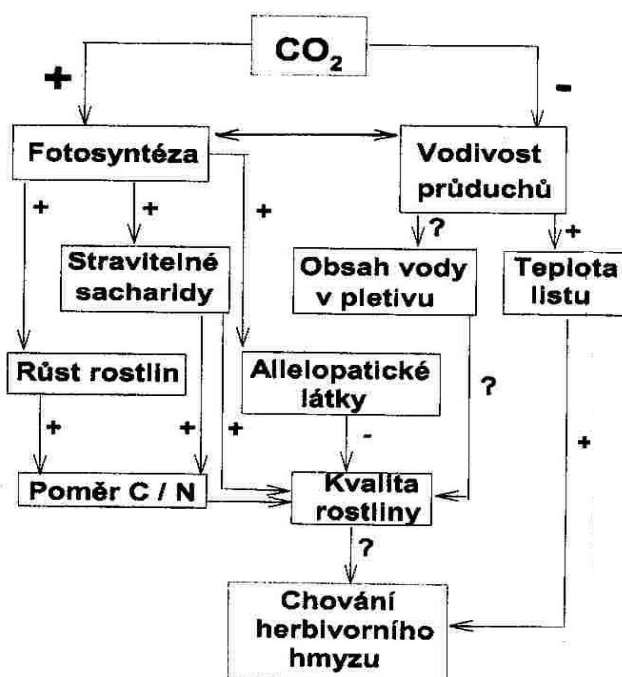 CO₂
+
-
Fotosyntéza
Vodivost
průduchů
+
+
+
?
+
Stravitelné
sacharidy
Obsah vody
v pletivu
Teplota
listu
Růst rostlin
Allelopatické
látky
?
+
+
+
-
+
Poměr C / N
Kvalita
rostliny
?
Chování
herbivorního
hmyzu